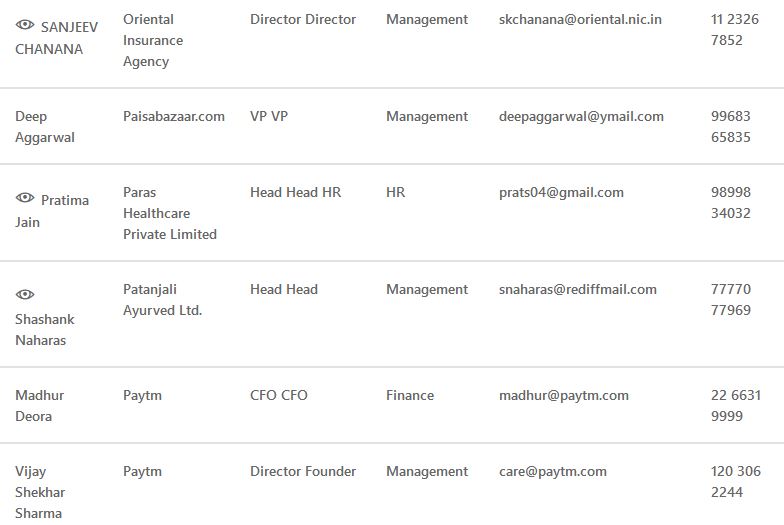 SANJEEV
CHANANA
Oriental
Insurance
Agency
Director Director
Management
skchanana@oriental.nic.in
11 2326
7852
Deep
Aggarwal
Paisabazaar.com
VP VP
Management
deepaggarwal@ymail.com
99683
65835
Pratima
Jain
Paras
Healthcare
Private Limited
Head Head HR
HR
prats04@gmail.com
98998
34032
Shashank
Naharas
Patanjali
Ayurved Ltd.
Head Head
Management
snaharas@rediffmail.com
77770
77969
Madhur
Deora
Paytm
CFO CFO
Finance
madhur@paytm.com
22 6631
9999
Vijay
Shekhar
Sharma
Paytm
Director Founder
Management
care@paytm.com
120 306
2244